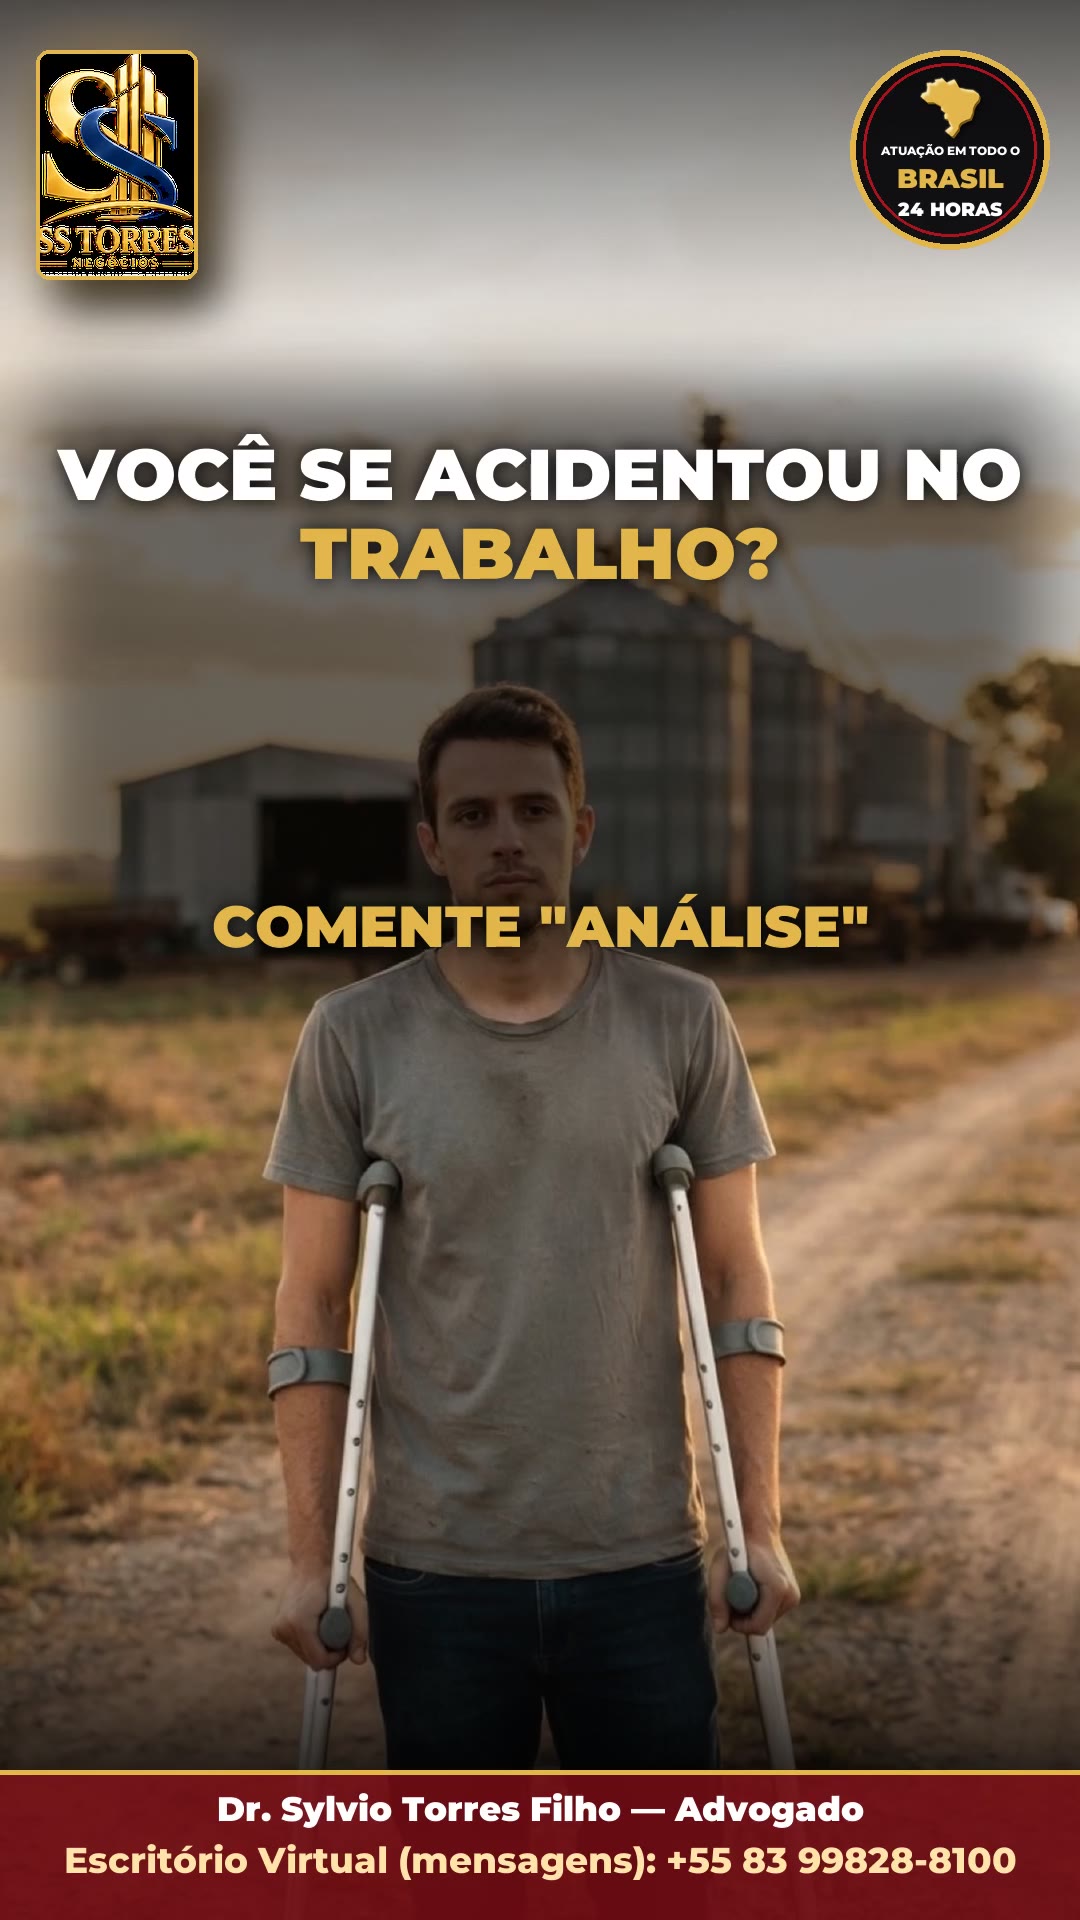 SS TORRES
NEGÓCIOS
ATUAÇÃO EM TODO O
BRASIL
24 HORAS
VOCÊ SE ACIDENTOU NO
TRABALHO?
COMENTE "ANÁLISE"
Dr. Sylvio Torres Filho — Advogado
Escritório Virtual (mensagens): +55 83 99828-8100